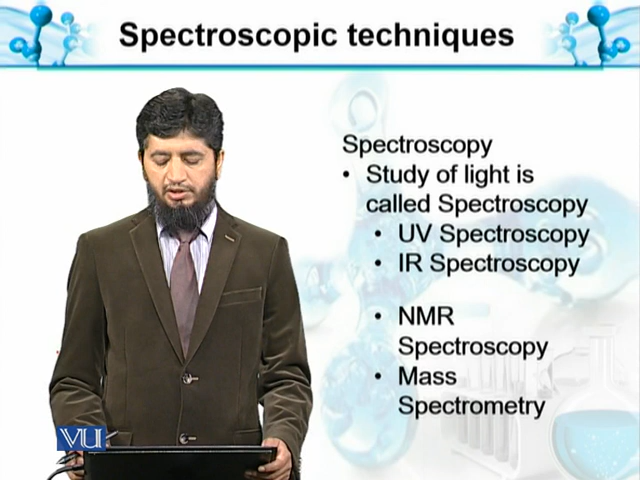 Spectroscopic techniques
Spectroscopy
• Study of light is
called Spectroscopy
• UV Spectroscopy
• IR Spectroscopy
• NMR
Spectroscopy
• Mass
Spectrometry
VU